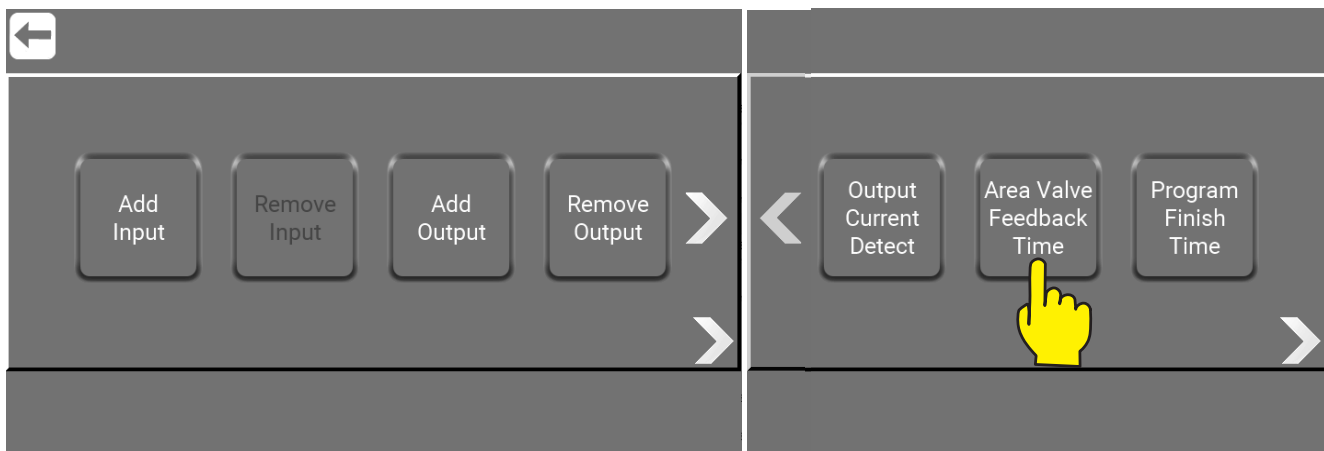 Add
Input
Remove
Input
Add
Output
Remove
Output
Output
Current
Detect
Area Valve
Feedback
Time
Program
Finish
Time